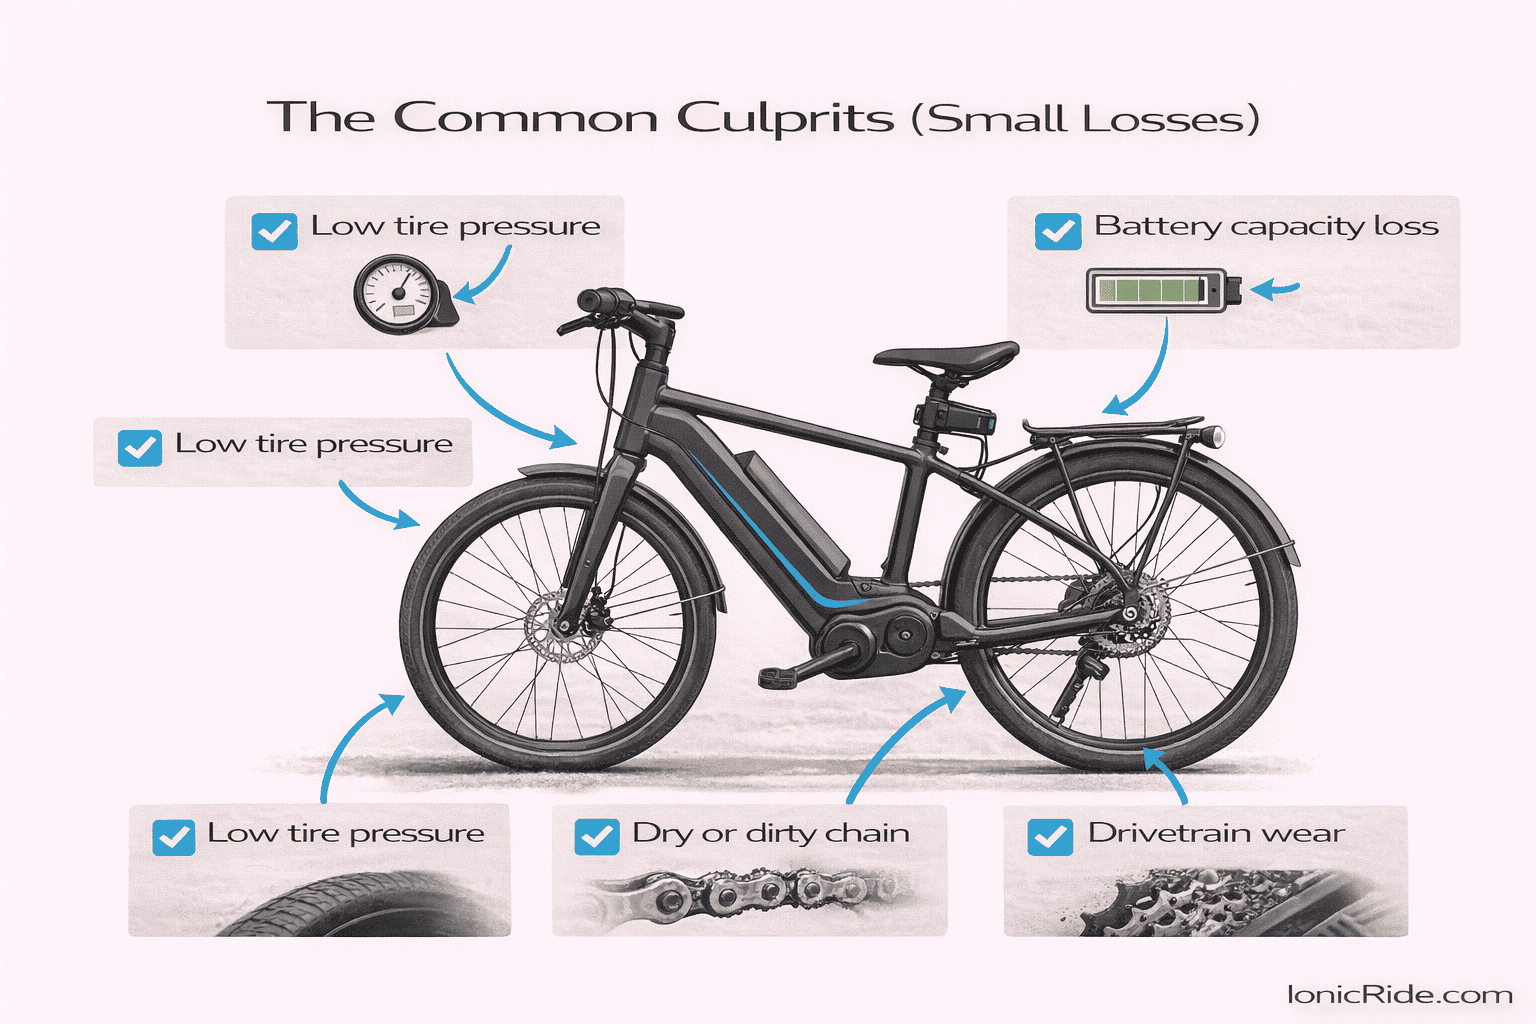 The Common Culprits (Small Losses)
Low tire pressure
Battery capacity loss
Low tire pressure
Low tire pressure
Dry or dirty chain
Drivetrain wear
IonicRide.com